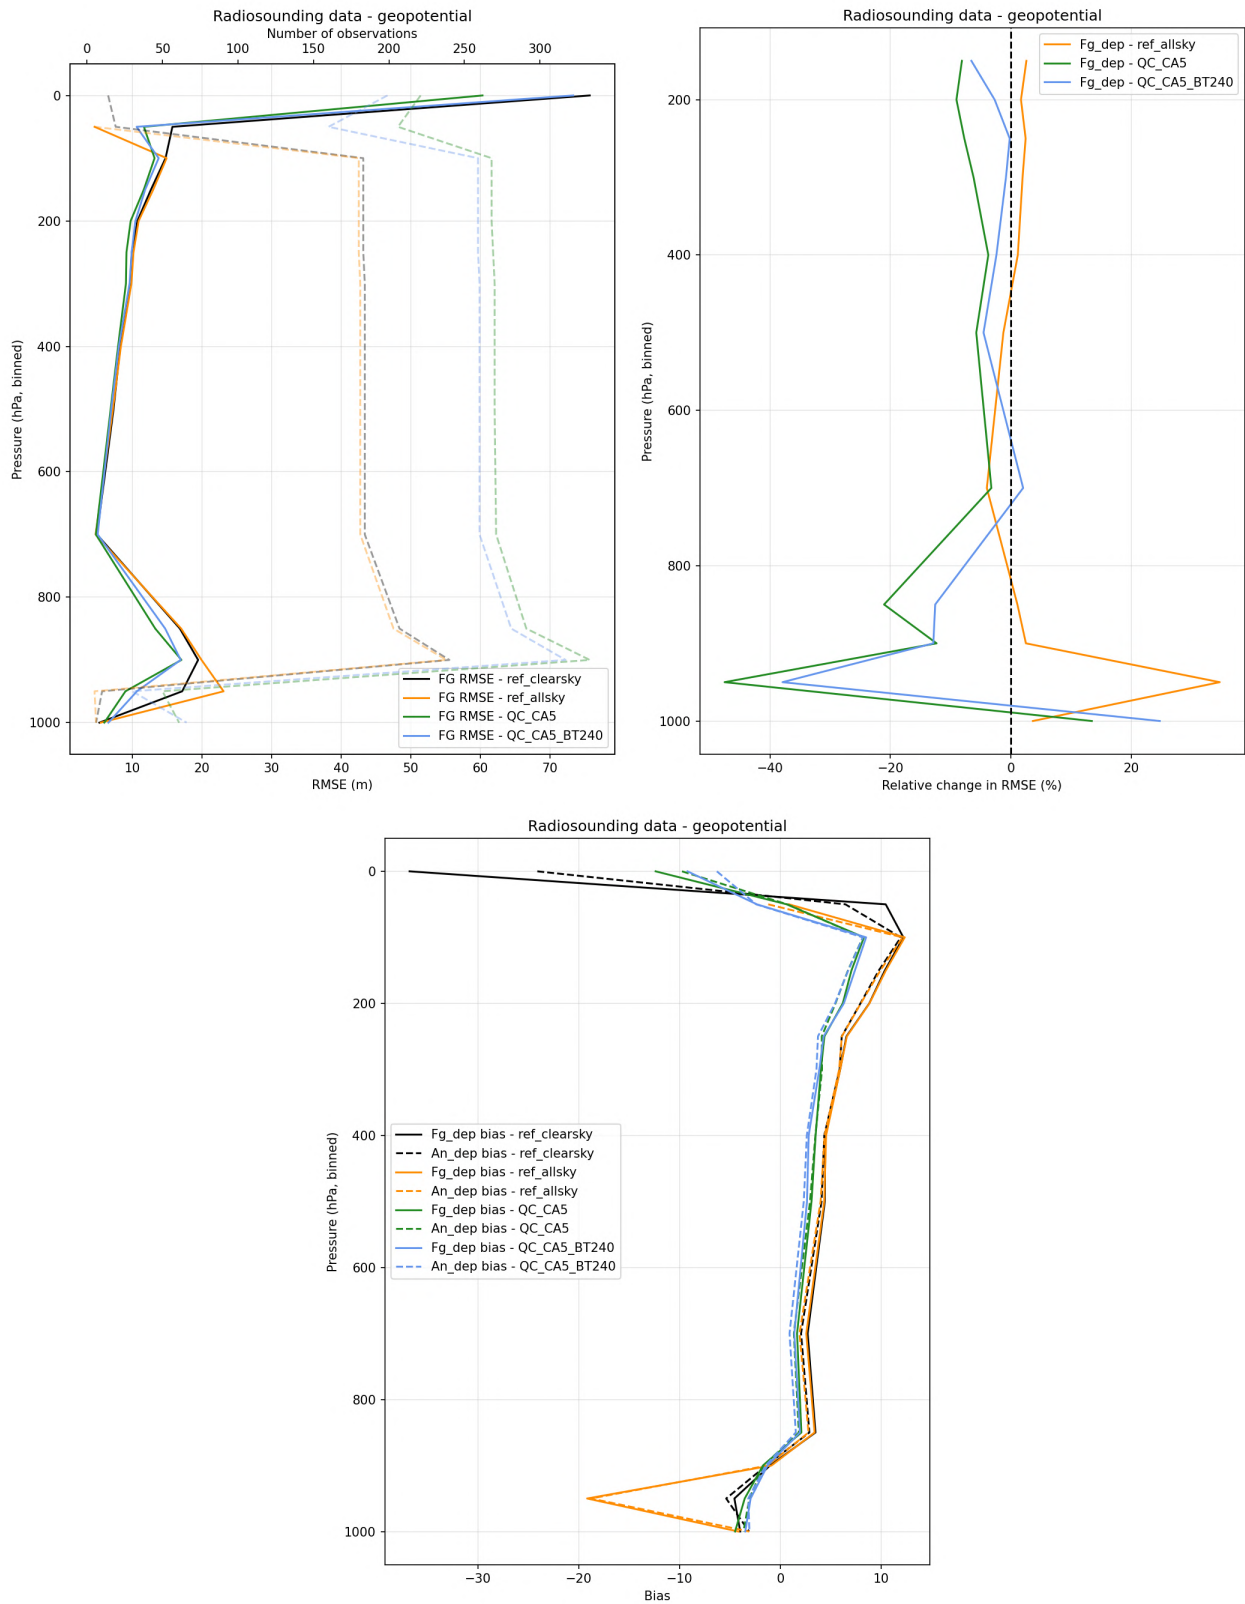 Radiosounding data - geopotential
Number of observations
0 50 100 150 200 250 300
0
200
400
600
800
1000
Pressure (hPa, binned)
FG RMSE - ref_clearsky
FG RMSE - ref_allsky
FG RMSE - QC_CA5
FG RMSE - QC_CA5_BT240
10 20 30 40 50 60 70
RMSE (m)
Radiosounding data - geopotential
Fg_dep - ref_allsky
Fg_dep - QC_CA5
Fg_dep - QC_CA5_BT240
200
400
600
800
1000
Pressure (hPa, binned)
−40 −20 0 20
Relative change in RMSE (%)
Radiosounding data - geopotential
0
200
400
600
800
1000
Pressure (hPa, binned)
Fg_dep bias - ref_clearsky
An_dep bias - ref_clearsky
Fg_dep bias - ref_allsky
An_dep bias - ref_allsky
Fg_dep bias - QC_CA5
An_dep bias - QC_CA5
Fg_dep bias - QC_CA5_BT240
An_dep bias - QC_CA5_BT240
−30 −20 −10 0 10
Bias